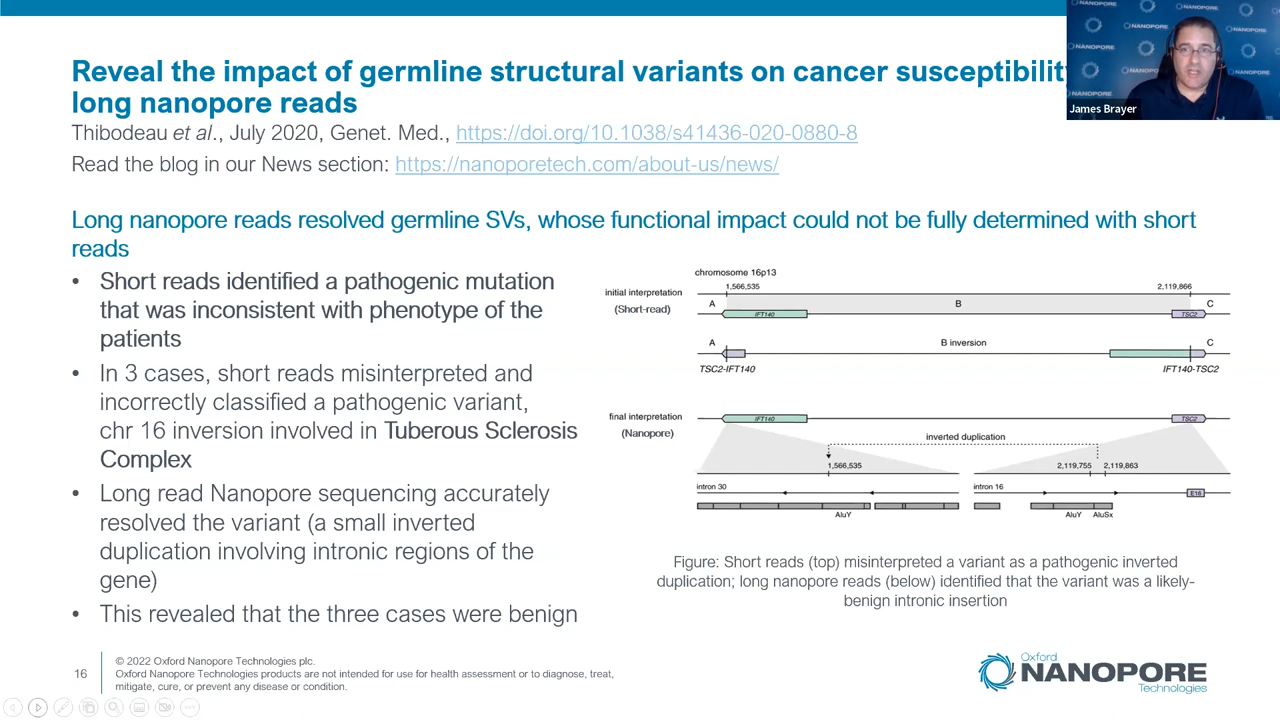 Reveal the impact of germline structural variants on cancer susceptibility
long nanopore reads
Thibodeau et al., July 2020, Genet. Med., https://doi.org/10.1038/s41436-020-0880-8
Read the blog in our News section: https://nanoporetech.com/about-us/news/
NANOPORE
James Brayer
Long nanopore reads resolved germline SVs, whose functional impact could not be fully determined with short
reads
• Short reads identified a pathogenic mutation
that was inconsistent with phenotype of the
patients
• In 3 cases, short reads misinterpreted and
incorrectly classified a pathogenic variant,
chr 16 inversion involved in Tuberous Sclerosis
Complex
• Long read Nanopore sequencing accurately
resolved the variant (a small inverted
duplication involving intronic regions of the
gene)
• This revealed that the three cases were benign
chromosome 16p13
1,566,535 2,119,866
initial interpretation
(Short-read)
A B C
IFT140 TSC2
A B inversion C
TSC2-IFT140 IFT140-TSC2
final interpretation
(Nanopore)
IFT140 TSC2
inverted duplication
1,566,535 2,119,755 2,119,863
intron 30 intron 16 E16
AluY AluY AluSx
Figure: Short reads (top) misinterpreted a variant as a pathogenic inverted
duplication; long nanopore reads (below) identified that the variant was a likely-
benign intronic insertion
16
© 2022 Oxford Nanopore Technologies plc.
Oxford Nanopore Technologies products are not intended for use for health assessment or to diagnose, treat,
mitigate, cure, or prevent any disease or condition.
Oxford
NANOPORE
Technologies